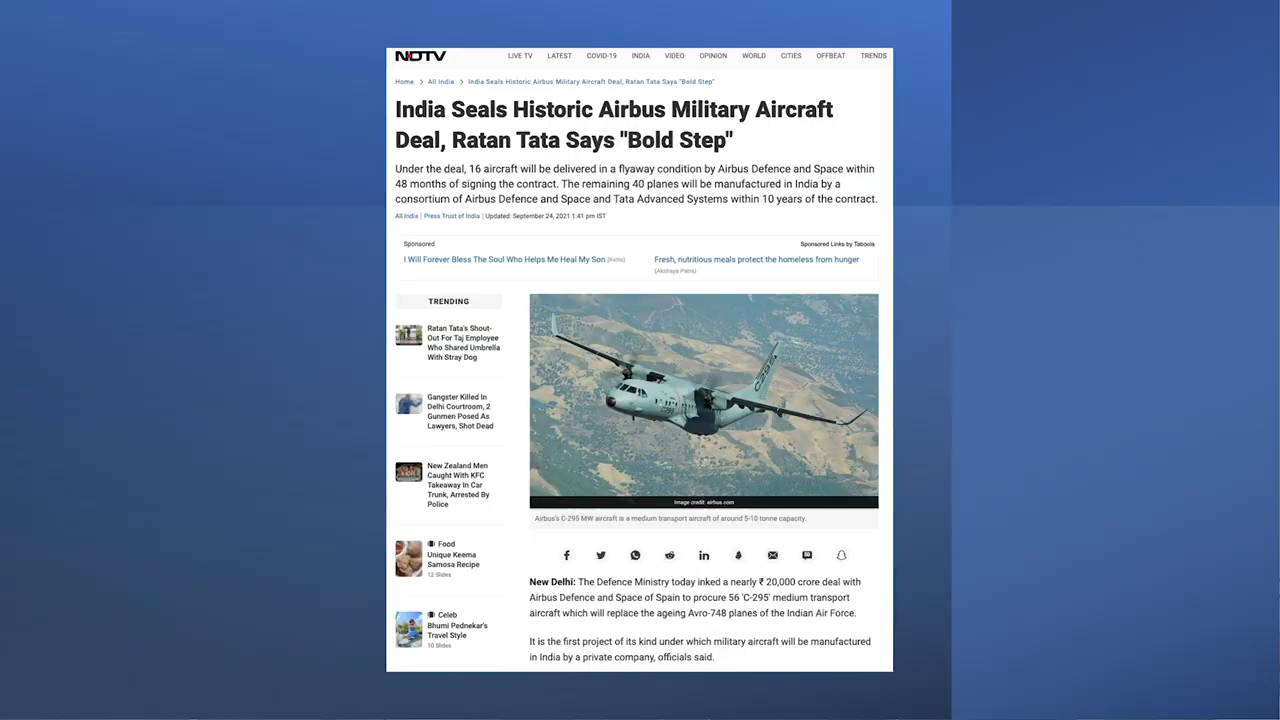 NDTV
LIVE TV LATEST COVID-19 INDIA VIDEO OPINION WORLD CITIES OFFBEAT TRENDS
Home > All India > India Seals Historic Airbus Military Aircraft Deal, Ratan Tata Says "Bold Step"
India Seals Historic Airbus Military Aircraft
Deal, Ratan Tata Says "Bold Step"
Under the deal, 16 aircraft will be delivered in a flyaway condition by Airbus Defence and Space within
48 months of signing the contract. The remaining 40 planes will be manufactured in India by a
consortium of Airbus Defence and Space and Tata Advanced Systems within 10 years of the contract.
All India | Press Trust of India | Updated: September 24, 2021 1:41 pm IST
Sponsored
Sponsored Links by Taboola
I Will Forever Bless The Soul Who Helps Me Heal My Son (Ketto)
Fresh, nutritious meals protect the homeless from hunger
(Akshaya Patra)
TRENDING
Ratan Tata's Shout-
Out For Taj Employee
Who Shared Umbrella
With Stray Dog
Gangster Killed In
Delhi Courtroom, 2
Gunmen Posed As
Lawyers, Shot Dead
New Zealand Men
Caught With KFC
Takeaway In Car
Trunk, Arrested By
Police
Food
Unique Keema
Samosa Recipe
12 Slides
Celeb
Bhumi Pednekar's
Travel Style
10 Slides
C295
C295
Image credit: airbus.com
Airbus's C-295 MW aircraft is a medium transport aircraft of around 5-10 tonne capacity.
New Delhi: The Defence Ministry today inked a nearly ₹ 20,000 crore deal with
Airbus Defence and Space of Spain to procure 56 'C-295' medium transport
aircraft which will replace the ageing Avro-748 planes of the Indian Air Force.
It is the first project of its kind under which military aircraft will be manufactured
in India by a private company, officials said.